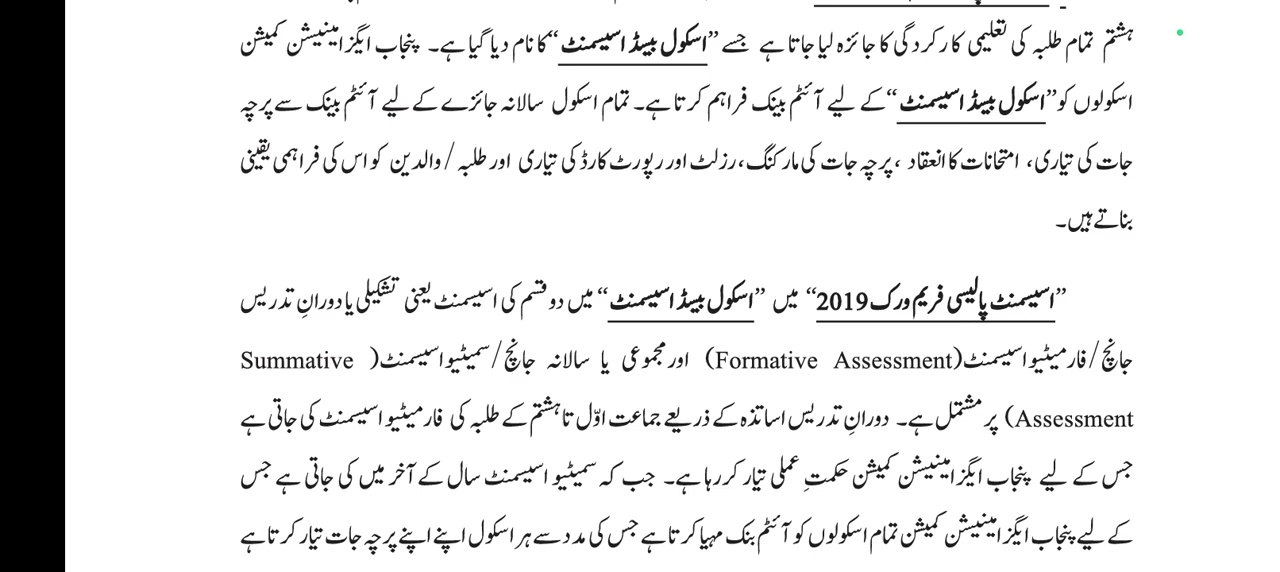 ہشتم تمام طلبہ کی تعلیمی کارکردگی کا جائزہ لیا جاتا ہے جسے ”اسکول بیسڈ اسیسمنٹ“ کا نام دیا گیا ہے۔ پنجاب ایگزامینیشن کمیشن
اسکولوں کو ”اسکول بیسڈ اسیسمنٹ“ کے لیے آئٹم بینک فراہم کرتا ہے۔ تمام اسکول سالانہ جائزے کے لیے آئٹم بینک سے پرچہ
جات کی تیاری، امتحانات کا انعقاد ، پرچہ جات کی مارکنگ، رزلٹ اور رپورٹ کارڈ کی تیاری اور طلبہ / والدین کو اس کی فراہمی یقینی
بناتے ہیں۔
”اسیسمنٹ پالیسی فریم ورک 2019“ میں ”اسکول بیسڈ اسیسمنٹ“ میں دو قسم کی اسیسمنٹ یعنی تشکیلی یا دورانِ تدریس
جانچ/فارمیٹیو اسیسمنٹ(Formative Assessment) اور مجموعی یا سالانہ جانچ/سمیٹیو اسیسمنٹ( Summative
Assessment) پر مشتمل ہے۔ دورانِ تدریس اساتذہ کے ذریعے جماعت اوّل تا ہشتم کے طلبہ کی فارمیٹیو اسیسمنٹ کی جاتی ہے
جس کے لیے پنجاب ایگزامینیشن کمیشن حکمتِ عملی تیار کر رہا ہے۔ جب کہ سمیٹیو اسیسمنٹ سال کے آخر میں کی جاتی ہے جس
کے لیے پنجاب ایگزامینیشن کمیشن تمام اسکولوں کو آئٹم بنک مہیا کرتا ہے جس کی مدد سے ہر اسکول اپنے اپنے پرچہ جات تیار کرتا ہے